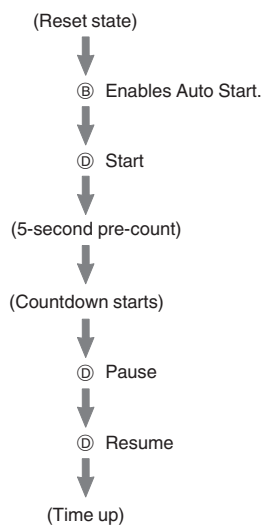 (Reset state)
Ⓑ Enables Auto Start.
Ⓓ Start
(5-second pre-count)
(Countdown starts)
Ⓓ Pause
Ⓓ Resume
(Time up)